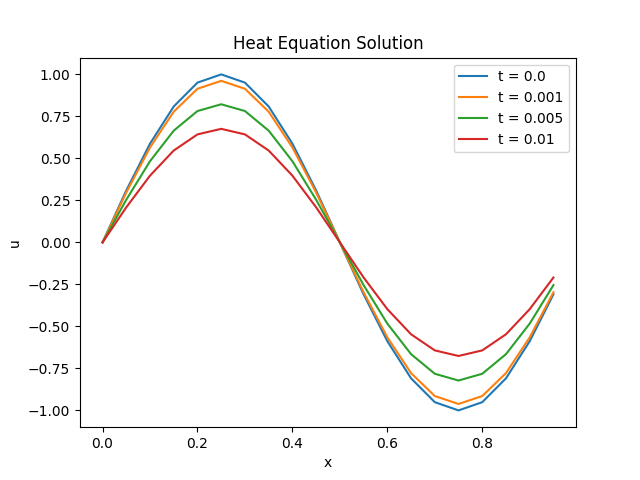 Heat Equation Solution
t = 0.0
t = 0.001
t = 0.005
t = 0.01
1.00
0.75
0.50
0.25
0.00
−0.25
−0.50
−0.75
−1.00
u
0.0 0.2 0.4 0.6 0.8
x